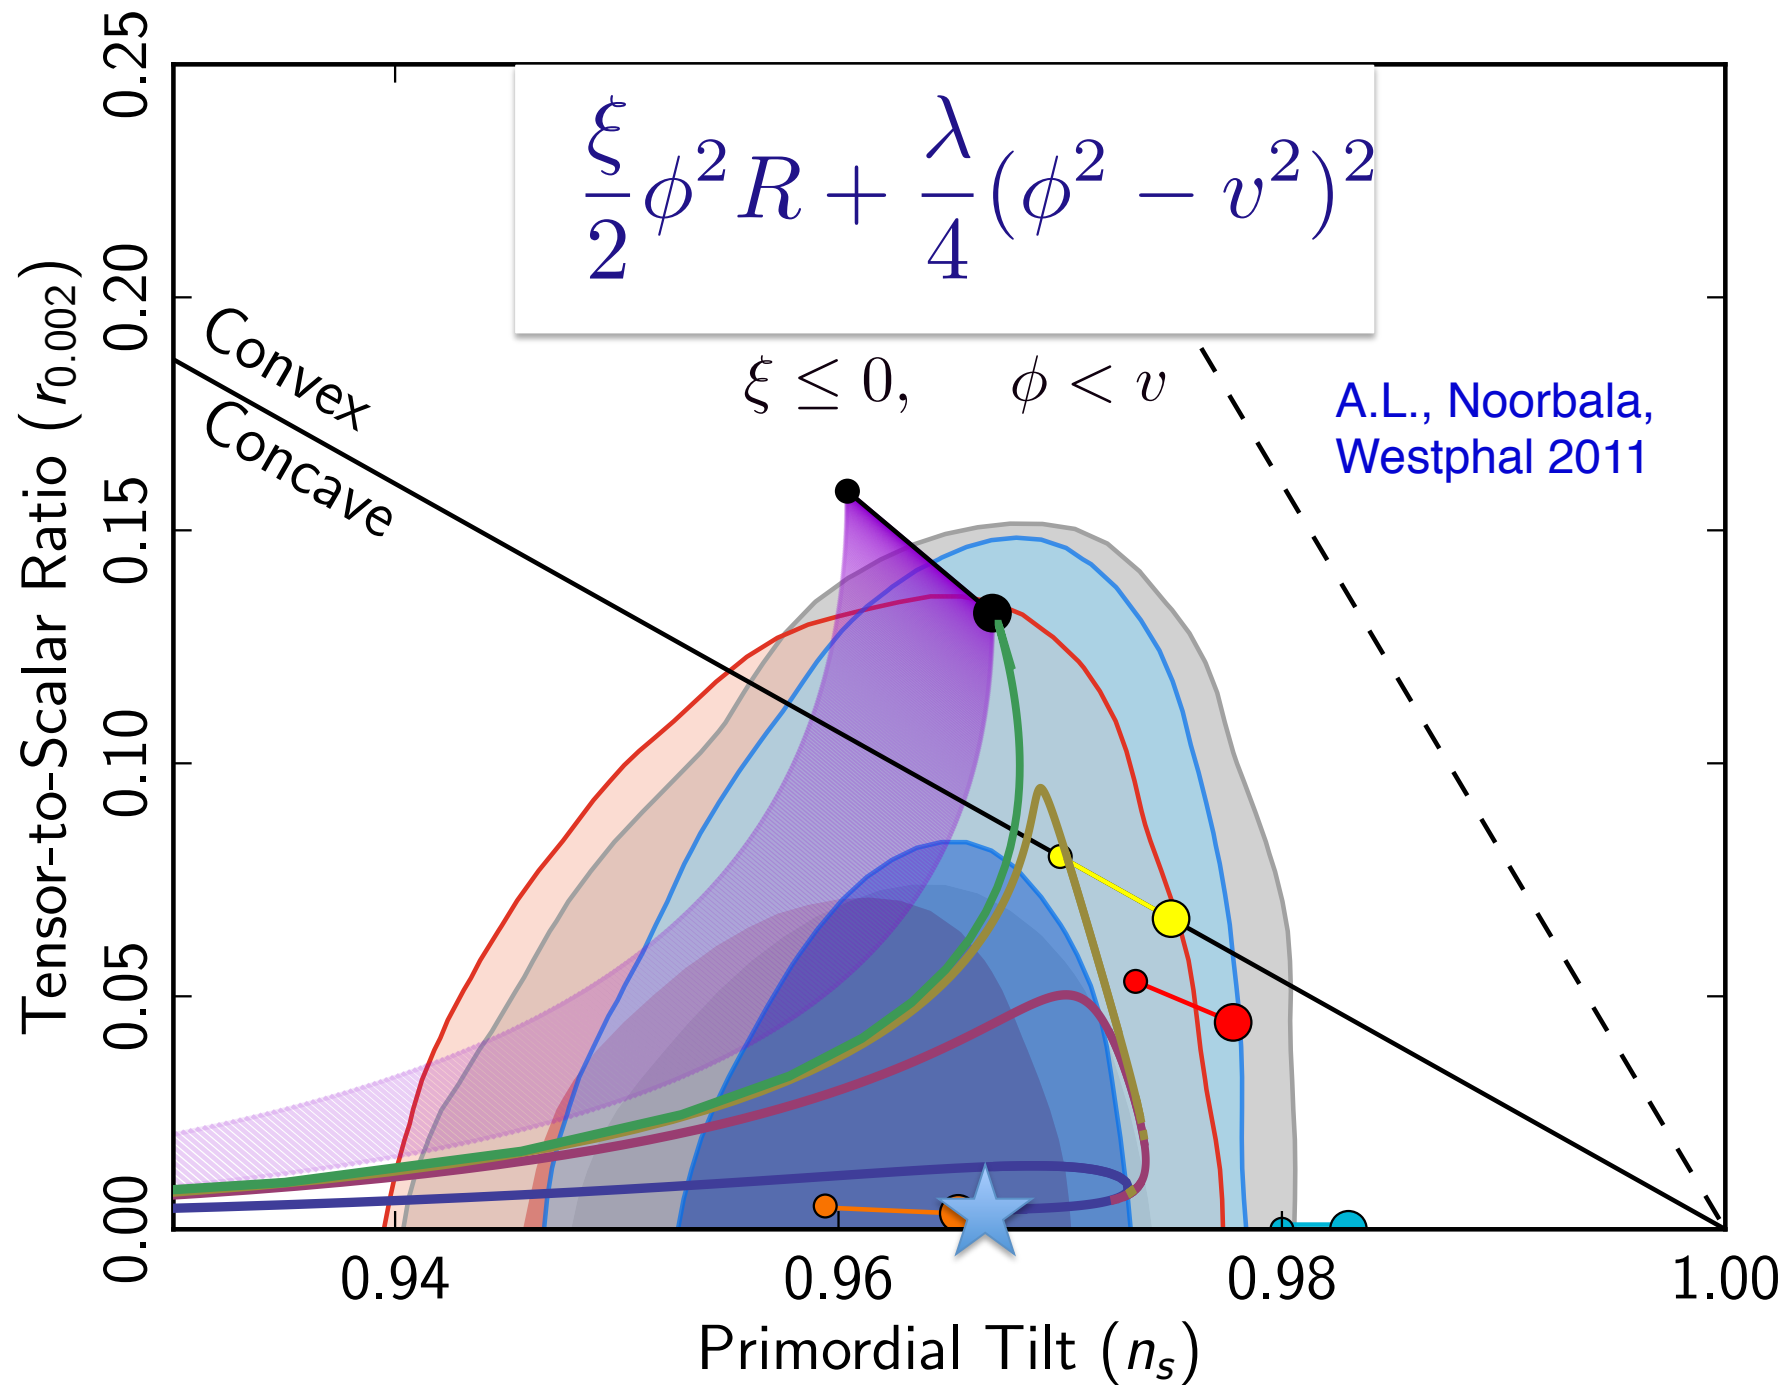 0.25
ξ/2 φ²R + λ/4 (φ² − v²)²
0.20
ξ ≤ 0, φ < v
A.L., Noorbala,
Westphal 2011
Convex
Concave
0.15
0.10
0.05
0.00
Tensor-to-Scalar Ratio (r0.002)
0.94 0.96 0.98 1.00
Primordial Tilt (ns)